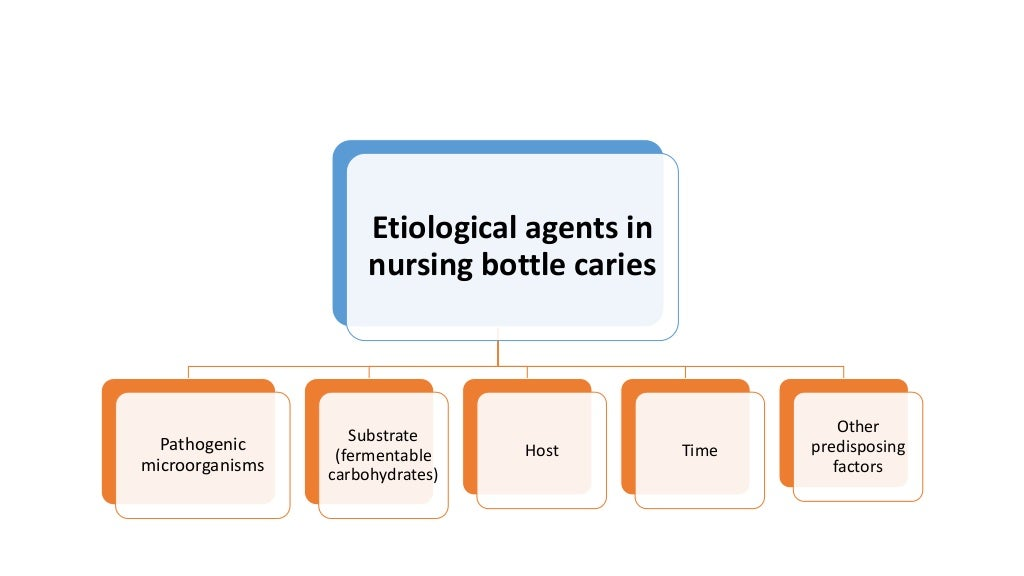 Etiological agents in
nursing bottle caries
Pathogenic
microorganisms
Substrate
(fermentable
carbohydrates)
Host
Time
Other
predisposing
factors